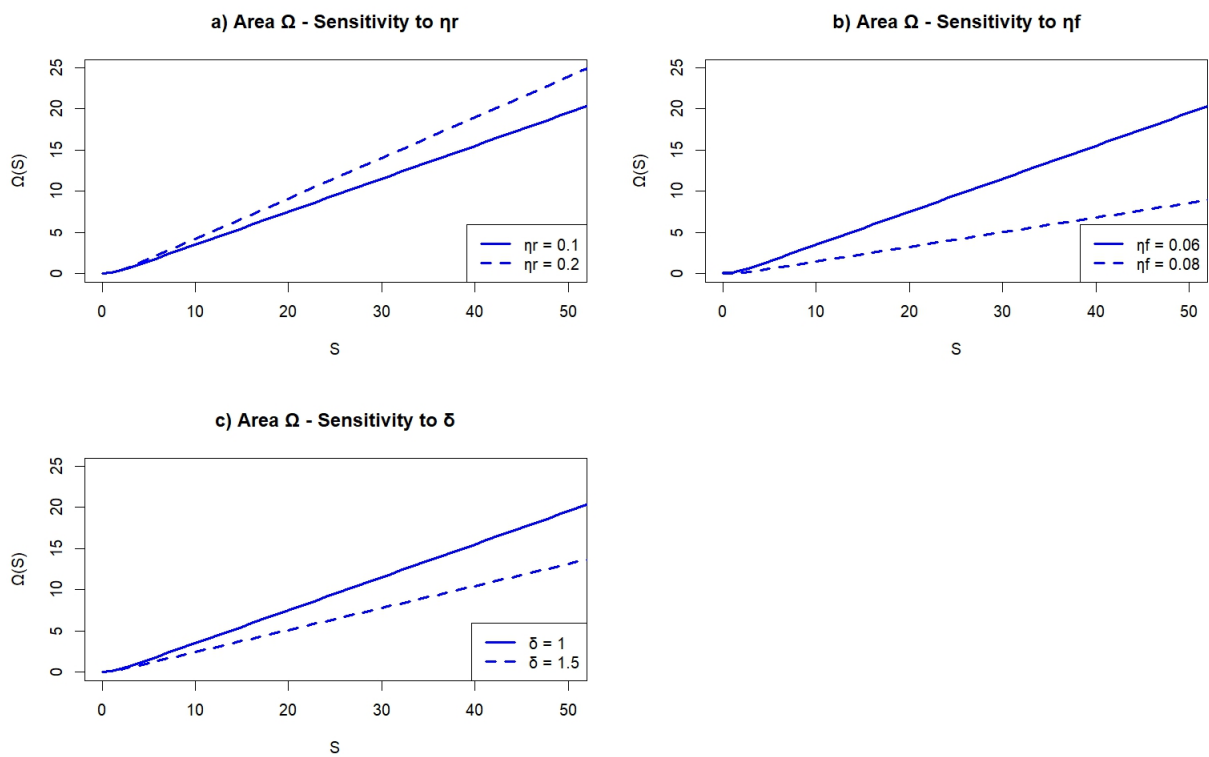 a) Area Ω - Sensitivity to ηr
25
20
15
10
5
0
Ω(S)
ηr = 0.1
ηr = 0.2
0 10 20 30 40 50
S
b) Area Ω - Sensitivity to ηf
25
20
15
10
5
0
Ω(S)
ηf = 0.06
ηf = 0.08
0 10 20 30 40 50
S
c) Area Ω - Sensitivity to δ
25
20
15
10
5
0
Ω(S)
δ = 1
δ = 1.5
0 10 20 30 40 50
S